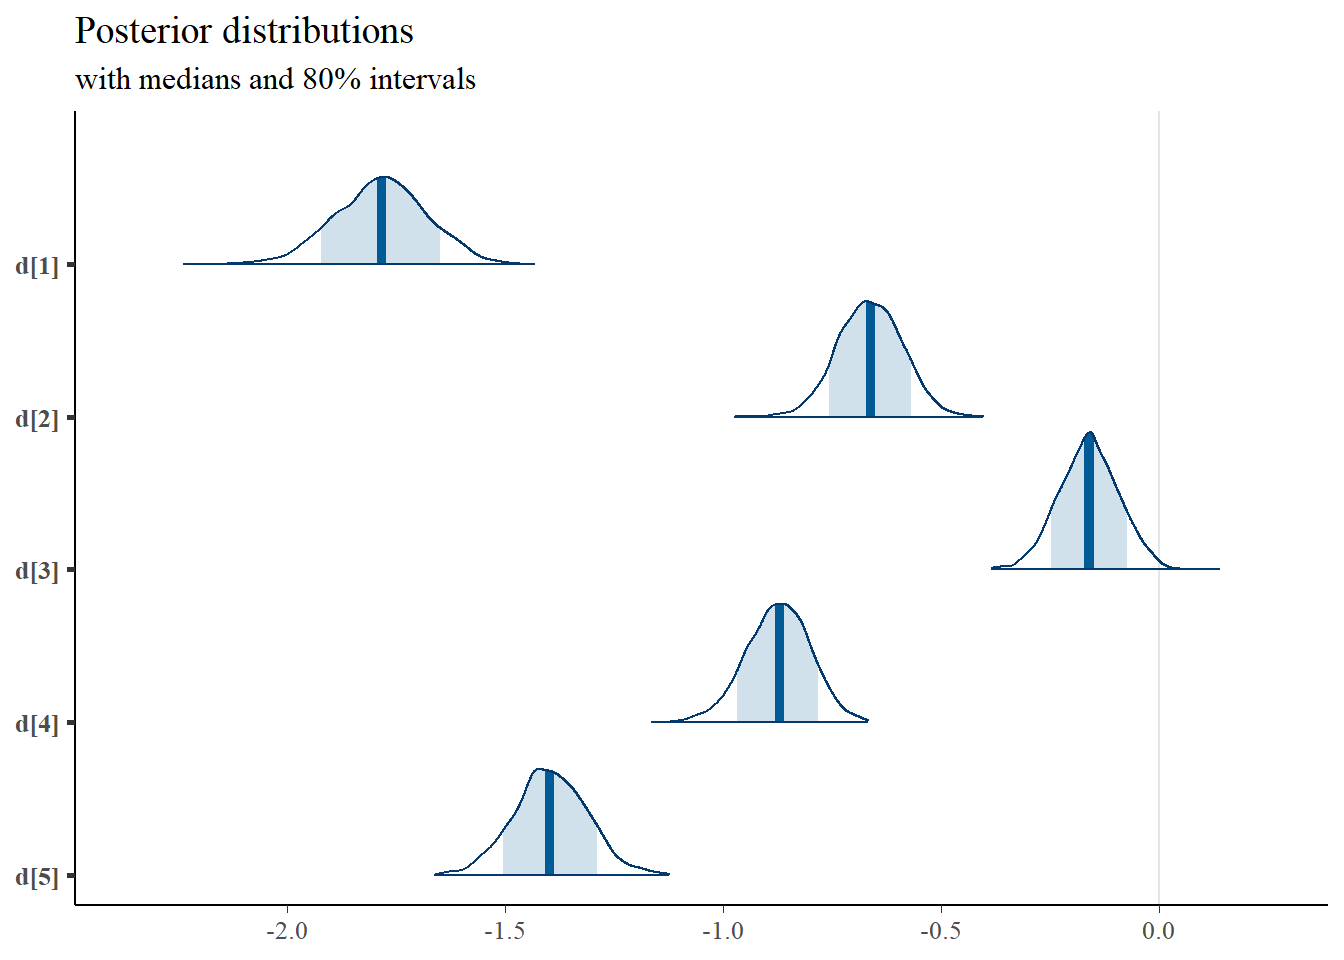 Posterior distributions
with medians and 80% intervals
d[1]
d[2]
d[3]
d[4]
d[5]
-2.0 -1.5 -1.0 -0.5 0.0